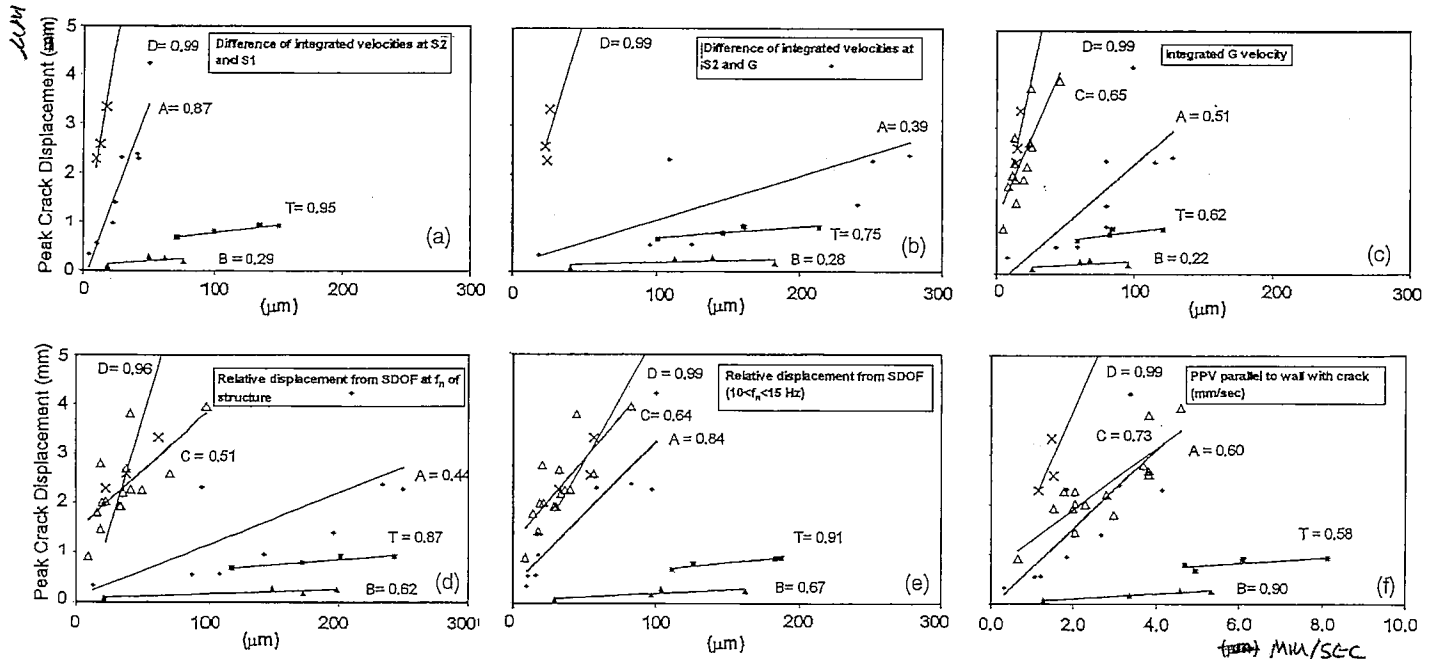 μm
Peak Crack Displacement (mm)
5
4
3
2
1
0
D= 0.99
Difference of integrated velocities at S2
and S1
A= 0.87
T= 0.95
B = 0.29
(a)
0
100
200
300
(μm)
D= 0.99
Difference of integrated velocities at
S2 and G
A= 0.39
T= 0.75
B = 0.28
(b)
0
100
200
300
(μm)
D= 0.99
Integrated G velocity
C= 0.65
A = 0.51
T= 0.62
B = 0.22
(c)
0
100
200
300
(μm)
Peak Crack Displacement (mm)
5
4
3
2
1
0
D= 0.96
Relative displacement from SDOF at fn of
structure
C = 0.51
A = 0.44
T= 0.87
B= 0.62
(d)
0
100
200
300
(μm)
D = 0.99
Relative displacement from SDOF
(10<fn<15 Hz)
C = 0.64
A = 0.84
T= 0.91
B= 0.67
(e)
0
100
200
300
(μm)
D = 0.99
PPV parallel to wall with crack
(mm/sec)
C = 0.73
A = 0.60
T = 0.58
B = 0.90
(f)
0.0
2.0
4.0
6.0
8.0
10.0
(μm) MM/SEC